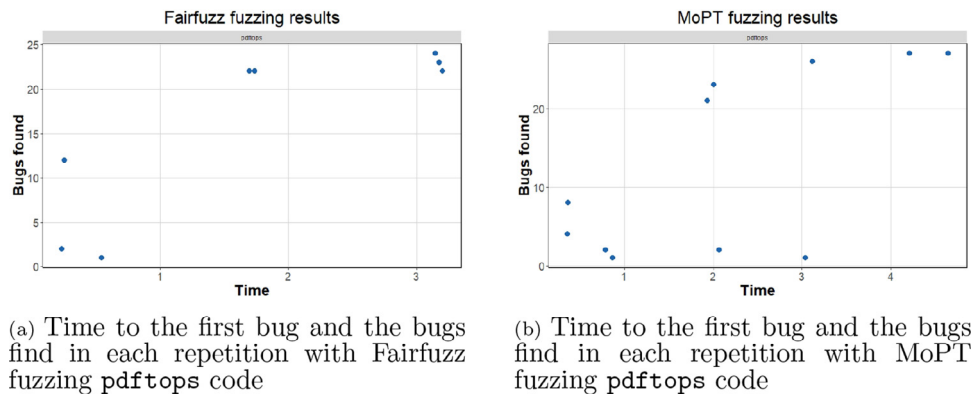 Fairfuzz fuzzing results
pdftops
25
20
15
10
5
0
Bugs found
1 2 3
Time
(a) Time to the first bug and the bugs
find in each repetition with Fairfuzz
fuzzing pdftops code
MoPT fuzzing results
pdftops
20
10
0
Bugs found
1 2 3 4
Time
(b) Time to the first bug and the bugs
find in each repetition with MoPT
fuzzing pdftops code